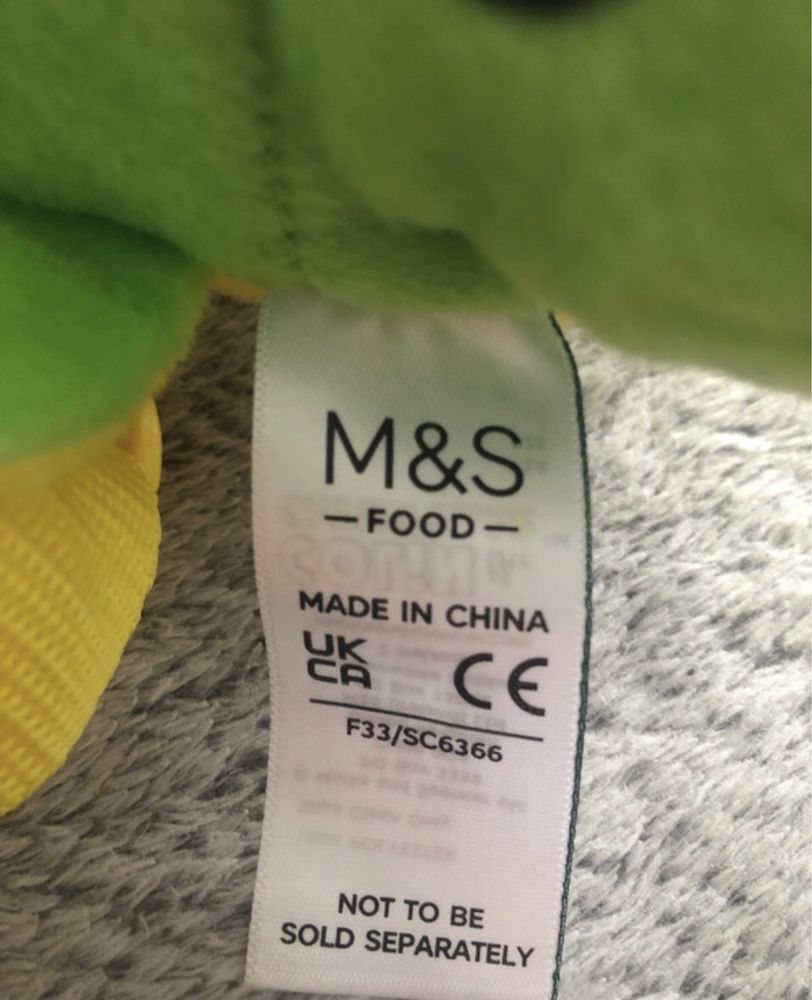 M&S
—FOOD—
MADE IN CHINA
UK
CA CE
F33/SC6366
NOT TO BE
SOLD SEPARATELY